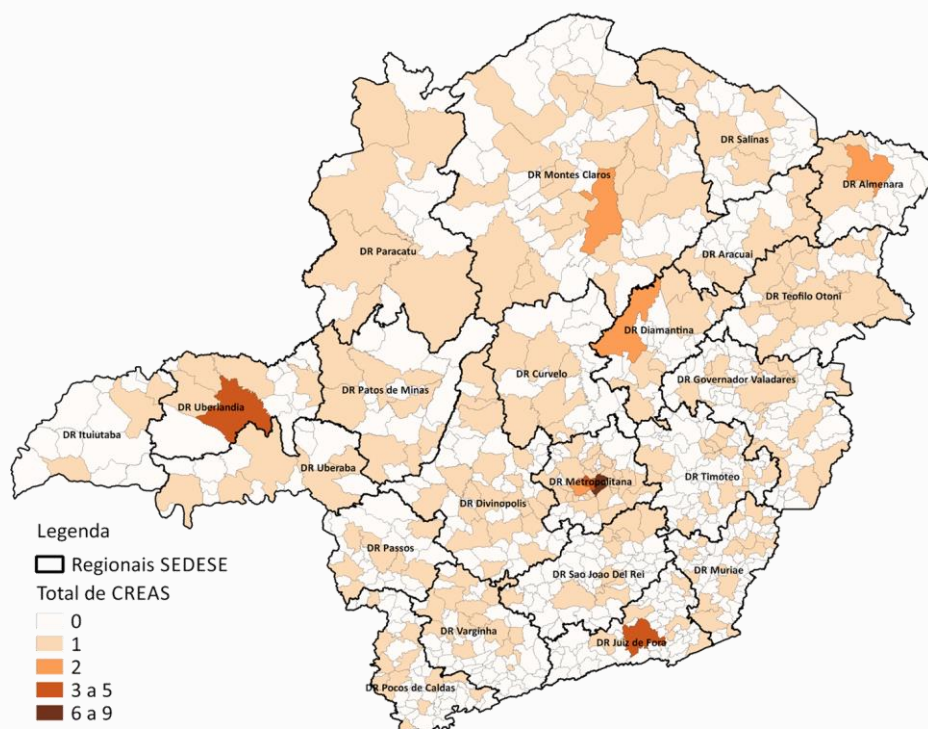 DR Salinas
DR Montes Claros
DR Almenara
DR Paracatu
DR Aracuai
DR Teofilo Otoni
DR Diamantina
DR Curvelo
DR Governador Valadares
DR Patos de Minas
DR Uberlandia
DR Ituiutaba
DR Uberaba
DR Metropolitana
DR Timoteo
DR Divinopolis
DR Passos
DR Sao Joao Del Rei
DR Muriae
DR Varginha
DR Juiz de Fora
DR Pocos de Caldas
Legenda
Regionais SEDESE
Total de CREAS
0
1
2
3 a 5
6 a 9